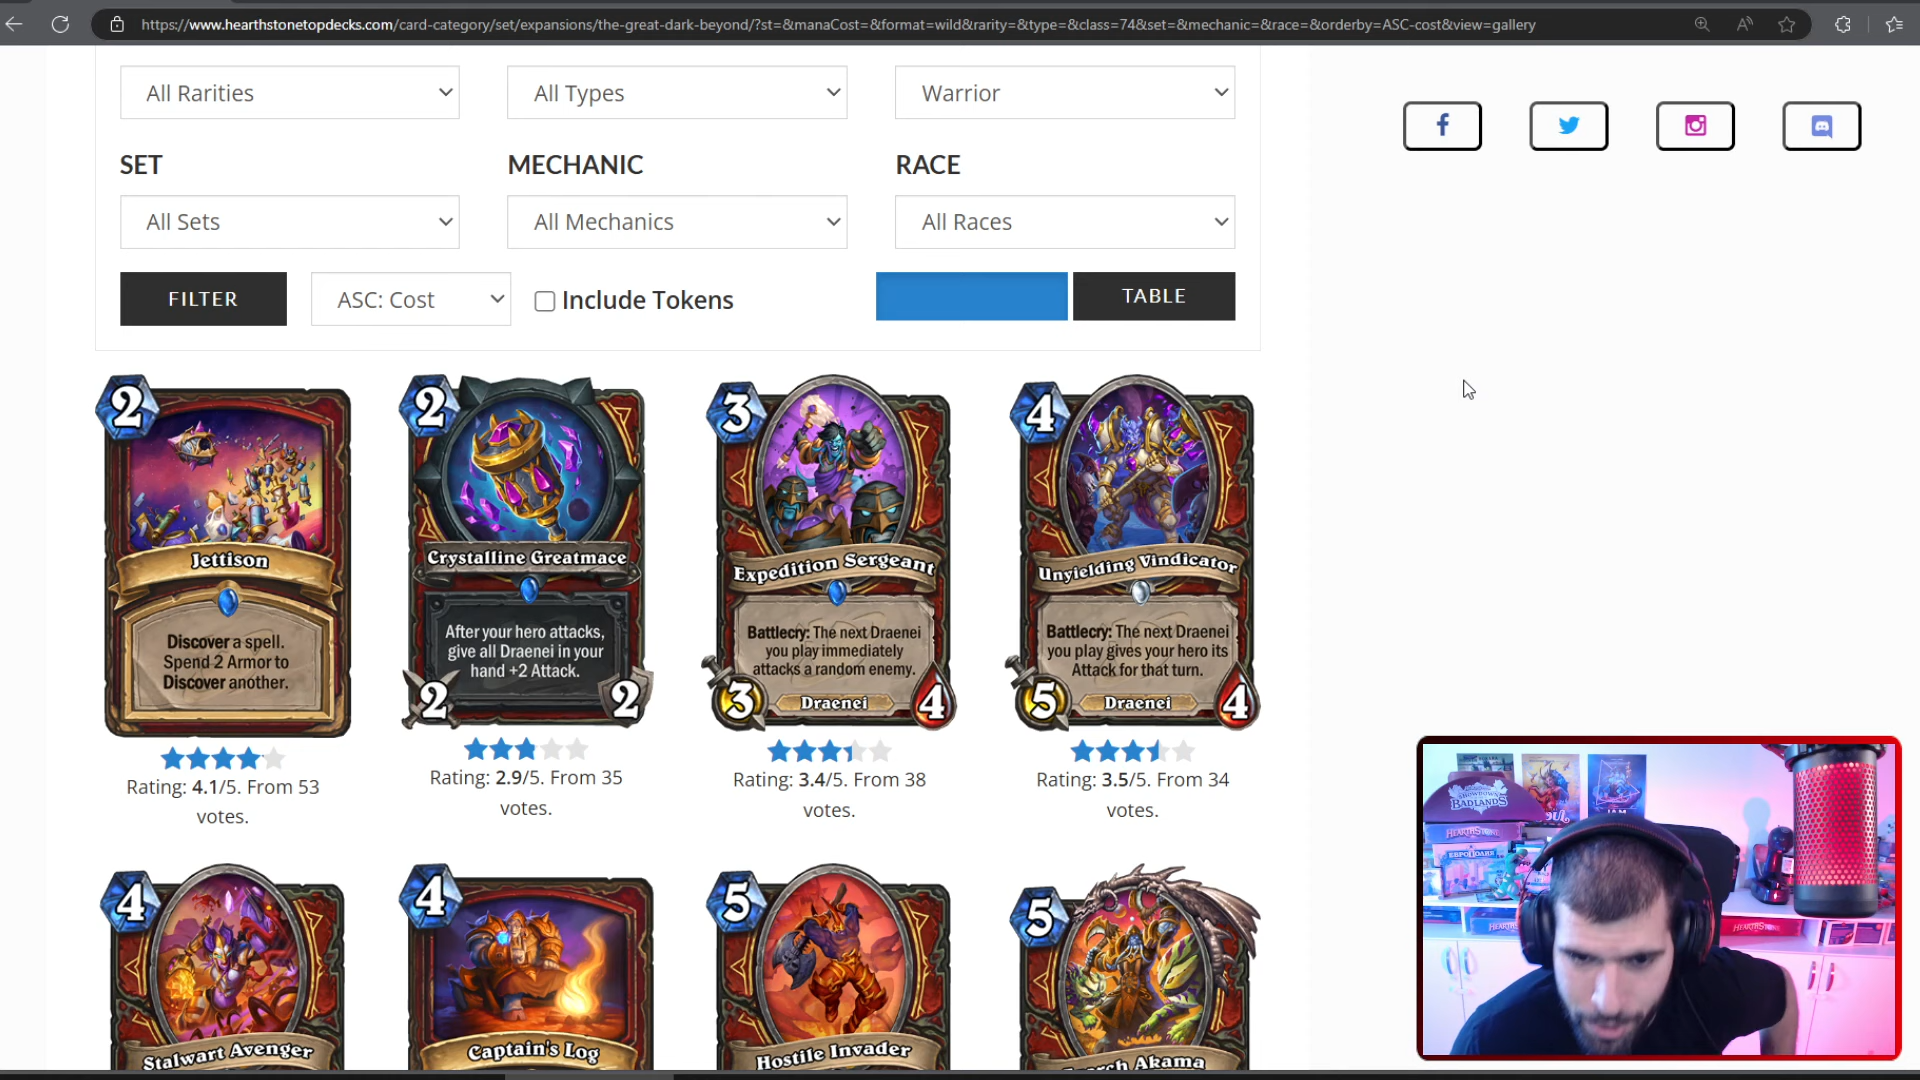 https://www.hearthstonetopdecks.com/card-category/set/expansions/the-great-dark-beyond/?st=&manaCost=&format=wild&rarity=&type=&class=74&set=&mechanic=&race=&orderby=ASC-cost&view=gallery
All Rarities
All Types
Warrior
SET
MECHANIC
RACE
All Sets
All Mechanics
All Races
FILTER
ASC: Cost
Include Tokens
TABLE
2
Jettison
Discover a spell.
Spend 2 Armor to
Discover another.
Rating: 4.1/5. From 53
votes.
2
Crystalline Greatmace
After your hero attacks,
give all Draenei in your
hand +2 Attack.
2
2
Rating: 2.9/5. From 35
votes.
3
Expedition Sergeant
Battlecry: The next Draenei
you play immediately
attacks a random enemy.
3
Draenei
4
Rating: 3.4/5. From 38
votes.
4
Unyielding Vindicator
Battlecry: The next Draenei
you play gives your hero its
Attack for that turn.
5
Draenei
4
Rating: 3.5/5. From 34
votes.
4
Stalwart Avenger
4
Captain's Log
5
Hostile Invader
5
Akama
SHOWDOWN
BADLANDS
HEARTHSTONE